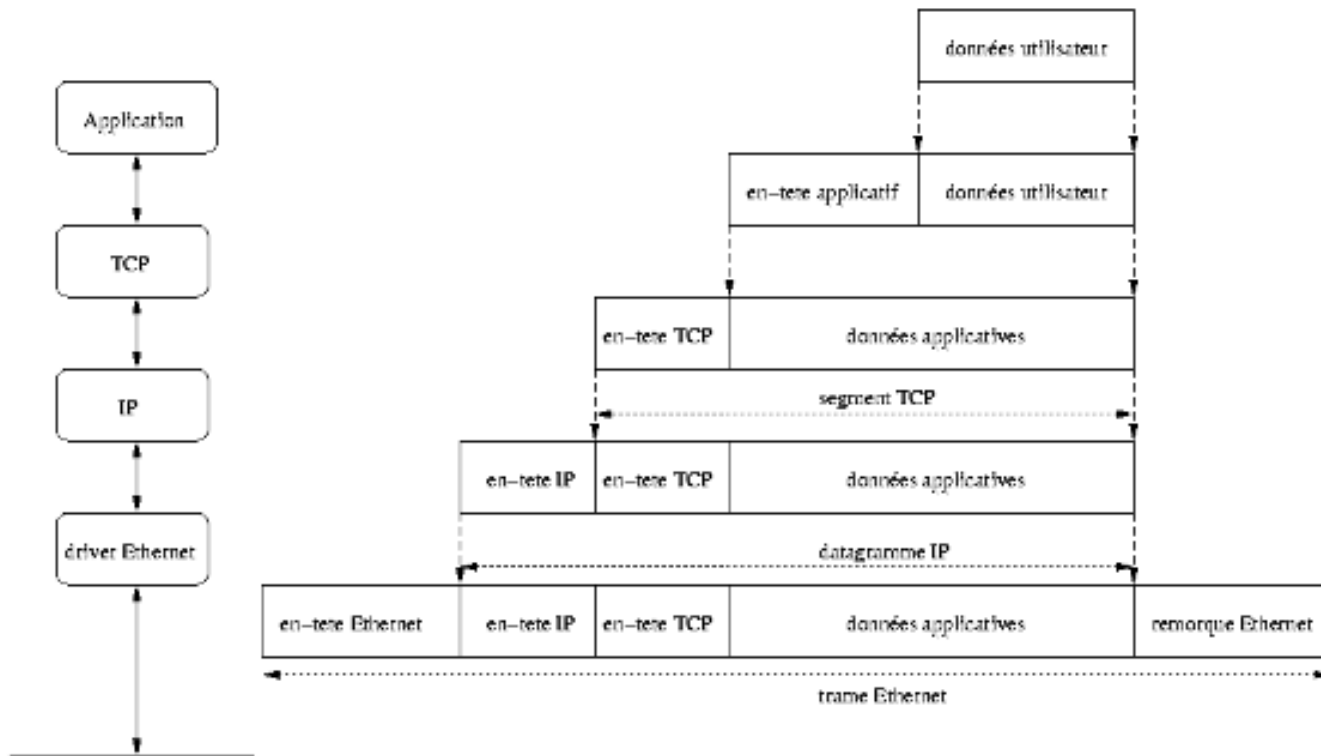 données utilisateur
Application
en-tete applicatif données utilisateur
TCP
en-tete TCP données applicatives
IP
segment TCP
en-tete IP en-tete TCP données applicatives
driver Ethernet
datagramme IP
en-tete Ethernet en-tete IP en-tete TCP données applicatives remorque Ethernet
trame Ethernet